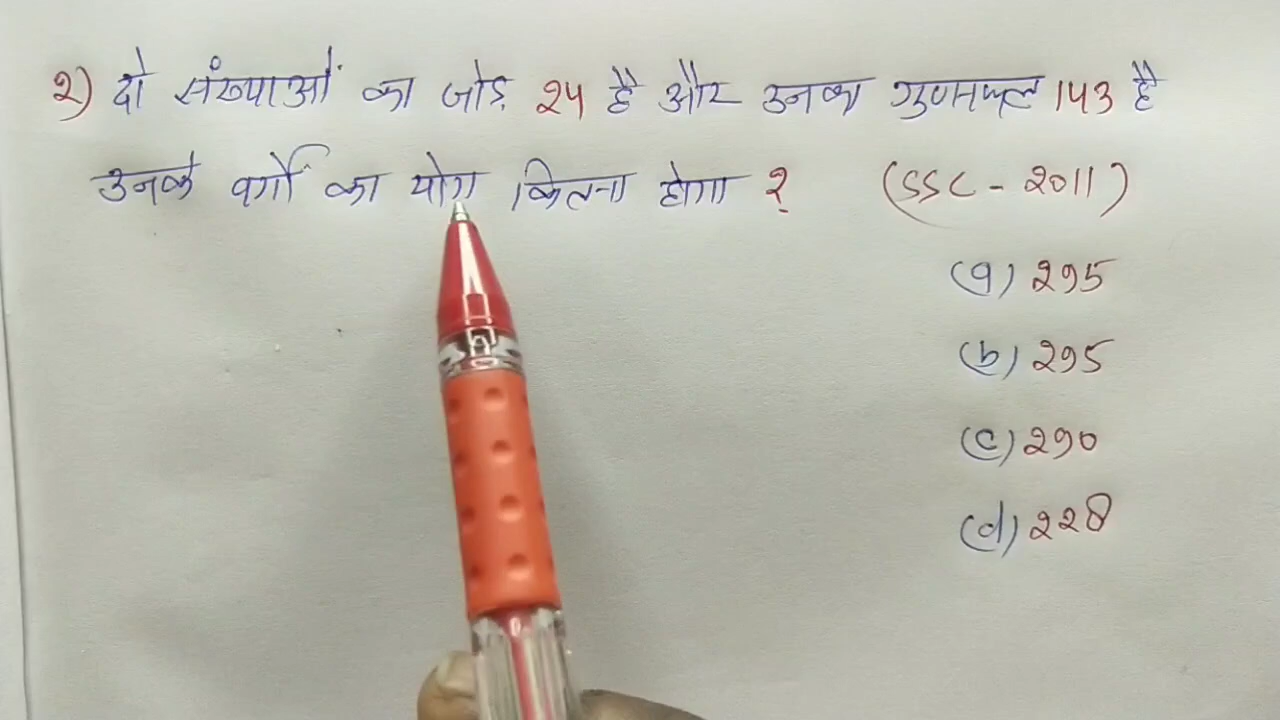 2) दो संख्याओं का जोड़ 24 है और उनका गुणनफल 143 है
उनके वर्गों का योग कितना होगा ?
(SSC - 2011)
(a) 295
(b) 295
(c) 290
(d) 228